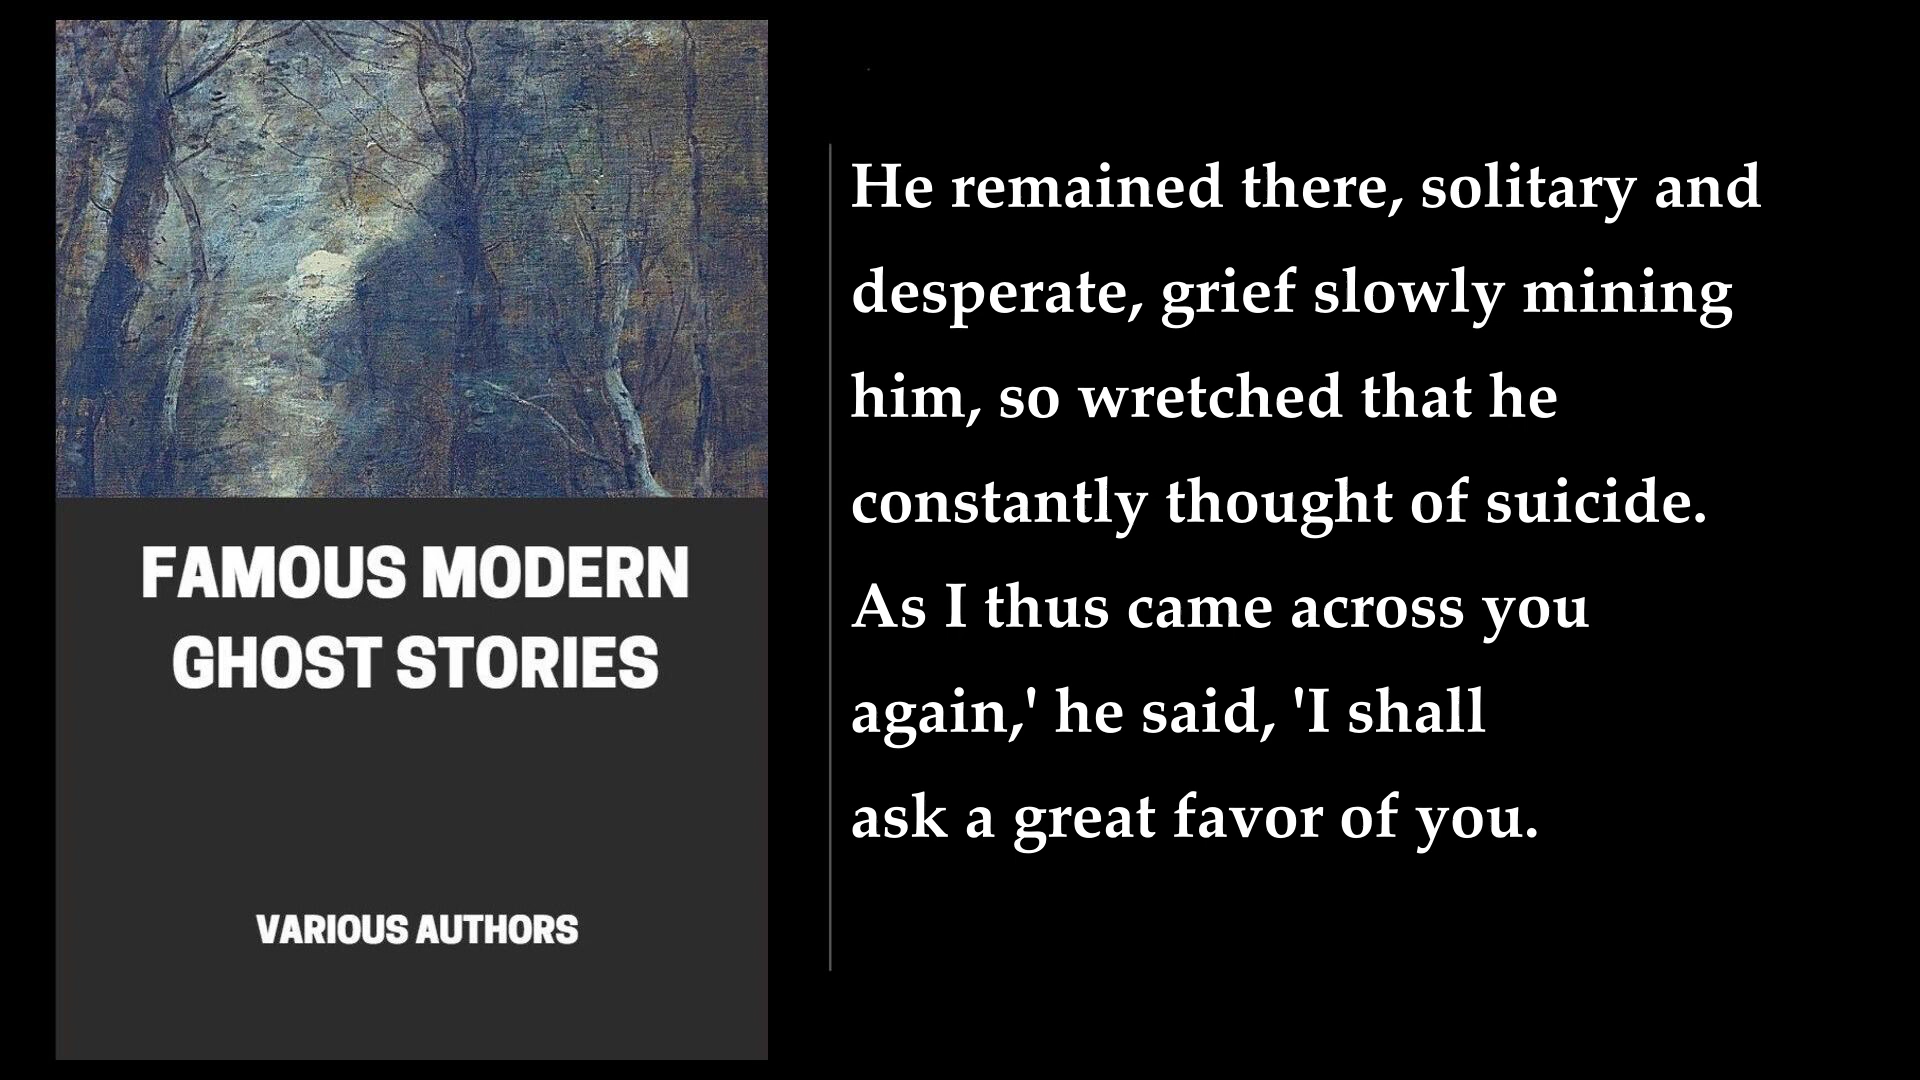 FAMOUS MODERN
GHOST STORIES
VARIOUS AUTHORS
He remained there, solitary and
desperate, grief slowly mining
him, so wretched that he
constantly thought of suicide.
As I thus came across you
again,' he said, 'I shall
ask a great favor of you.